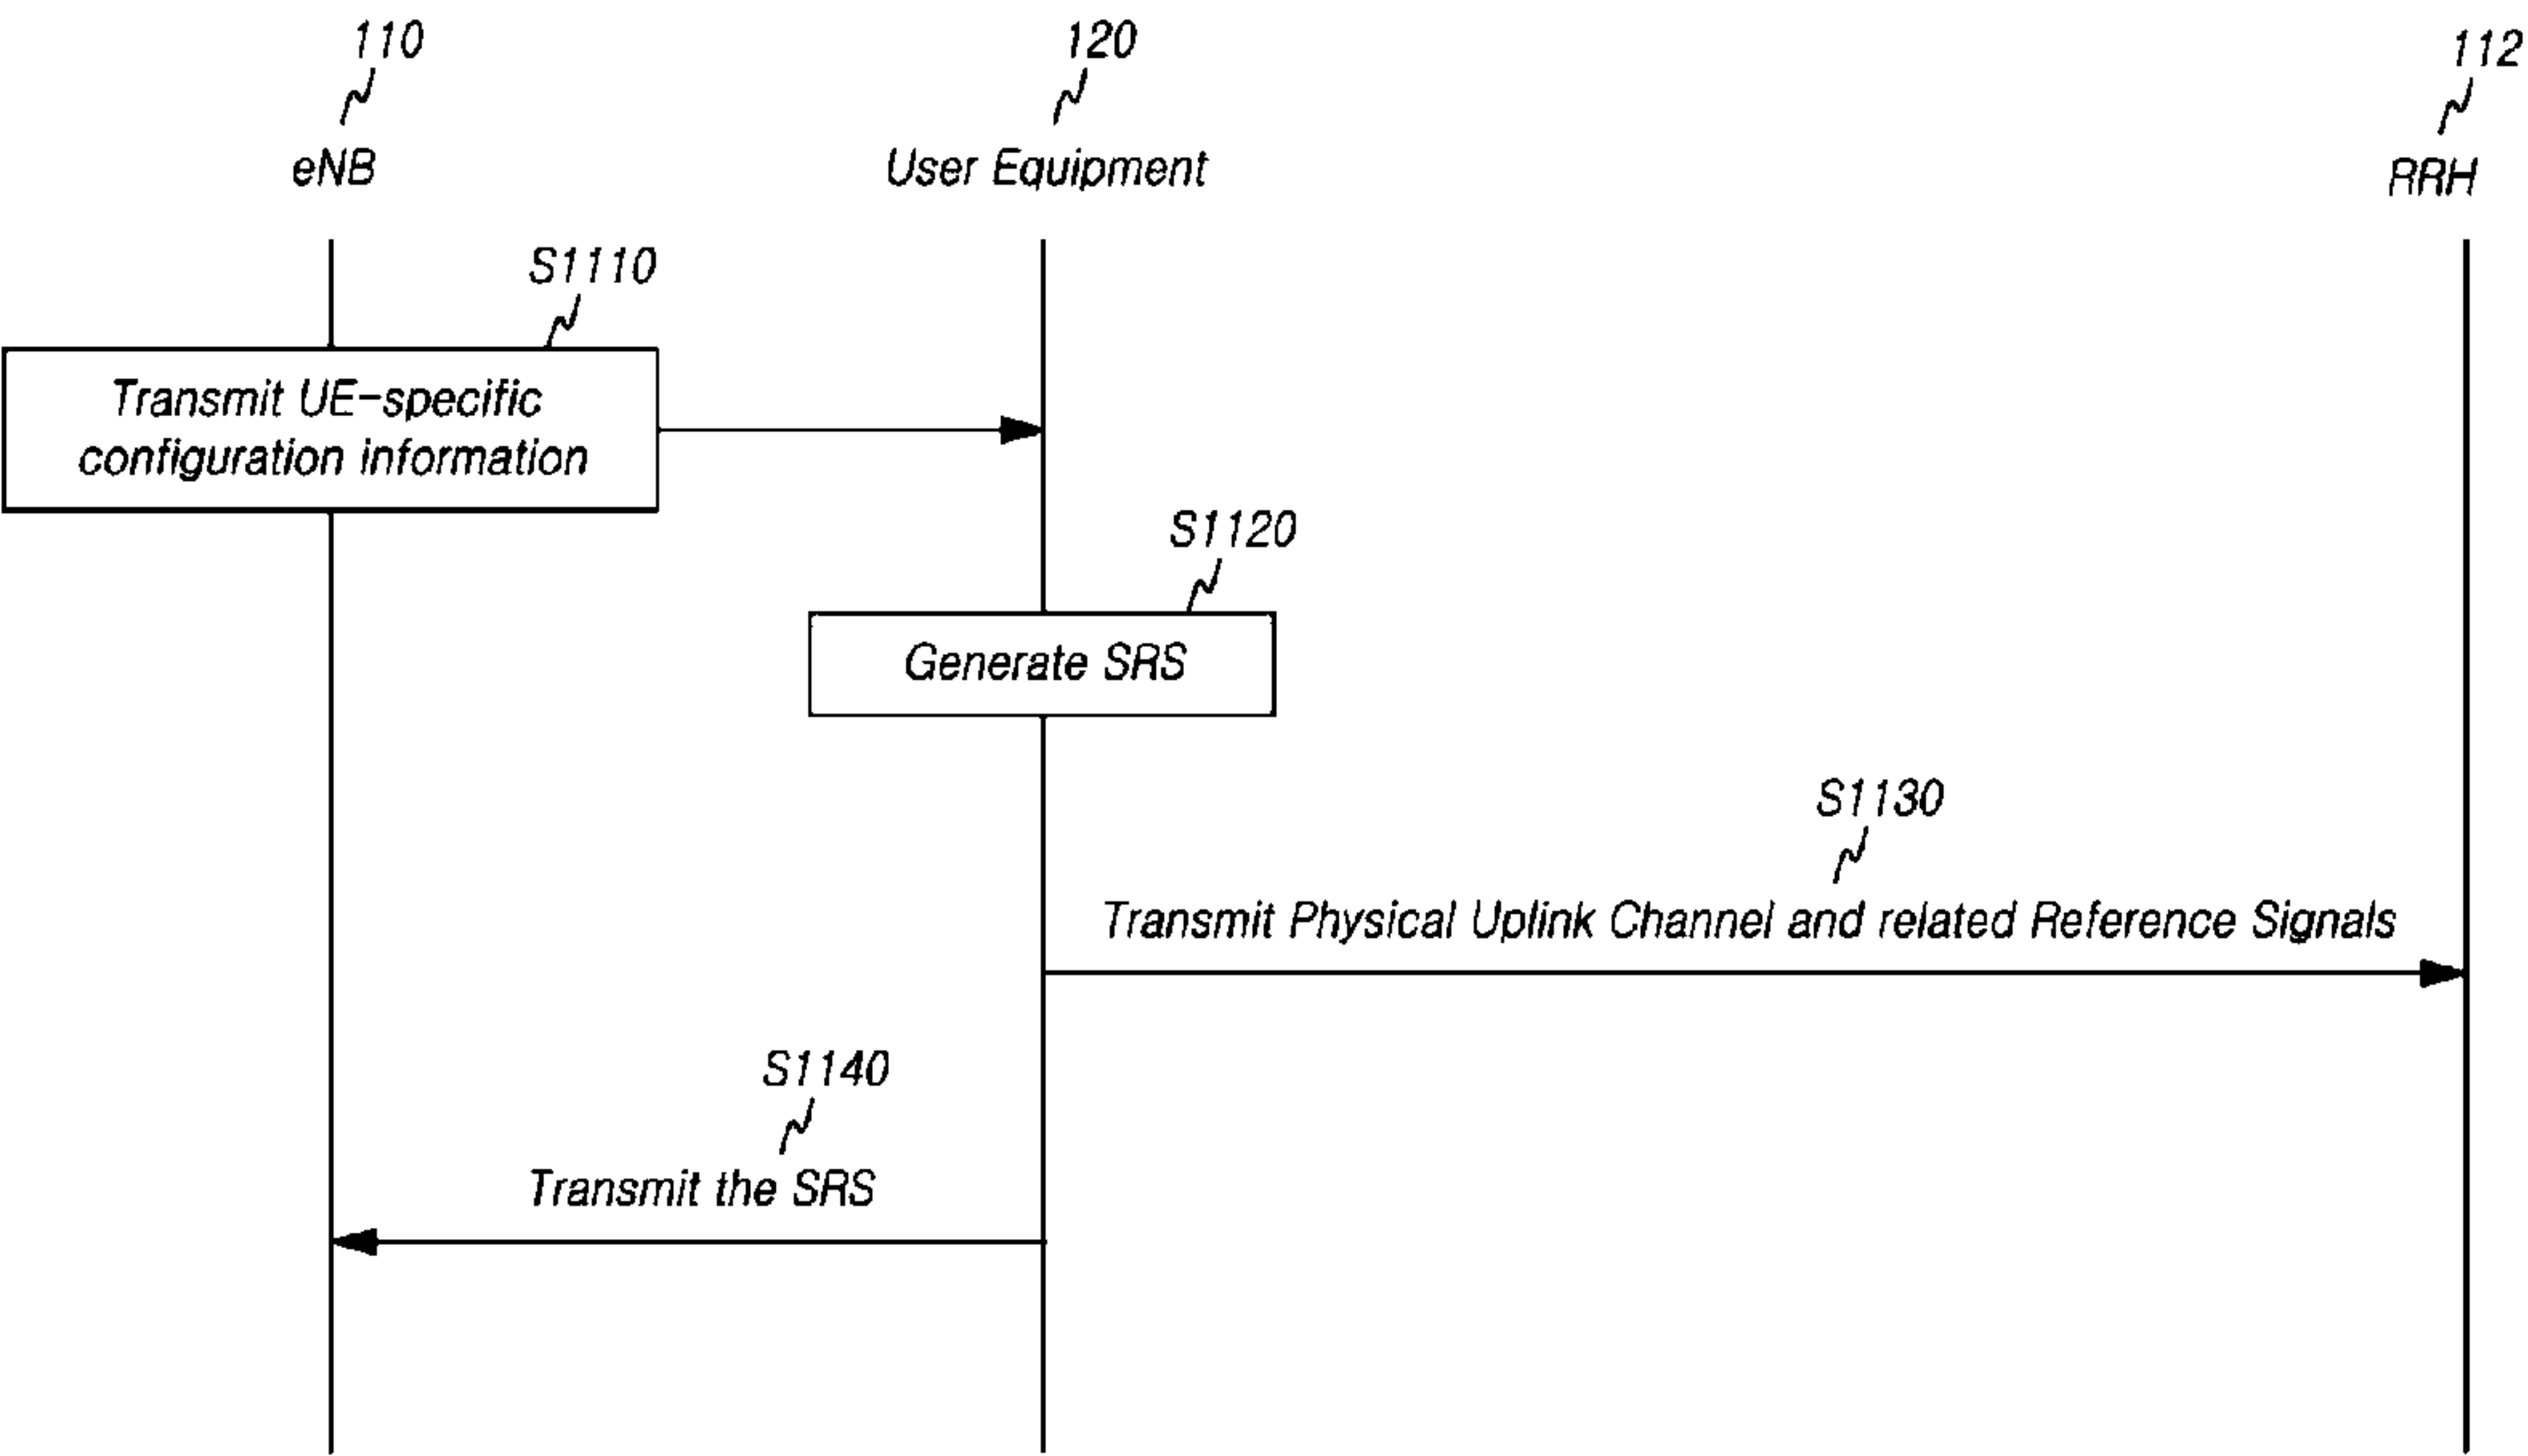 110
120
112
eNB
User Equipment
RRH
S1110
Transmit UE-specific
configuration information
S1120
Generate SRS
S1130
Transmit Physical Uplink Channel and related Reference Signals
S1140
Transmit the SRS